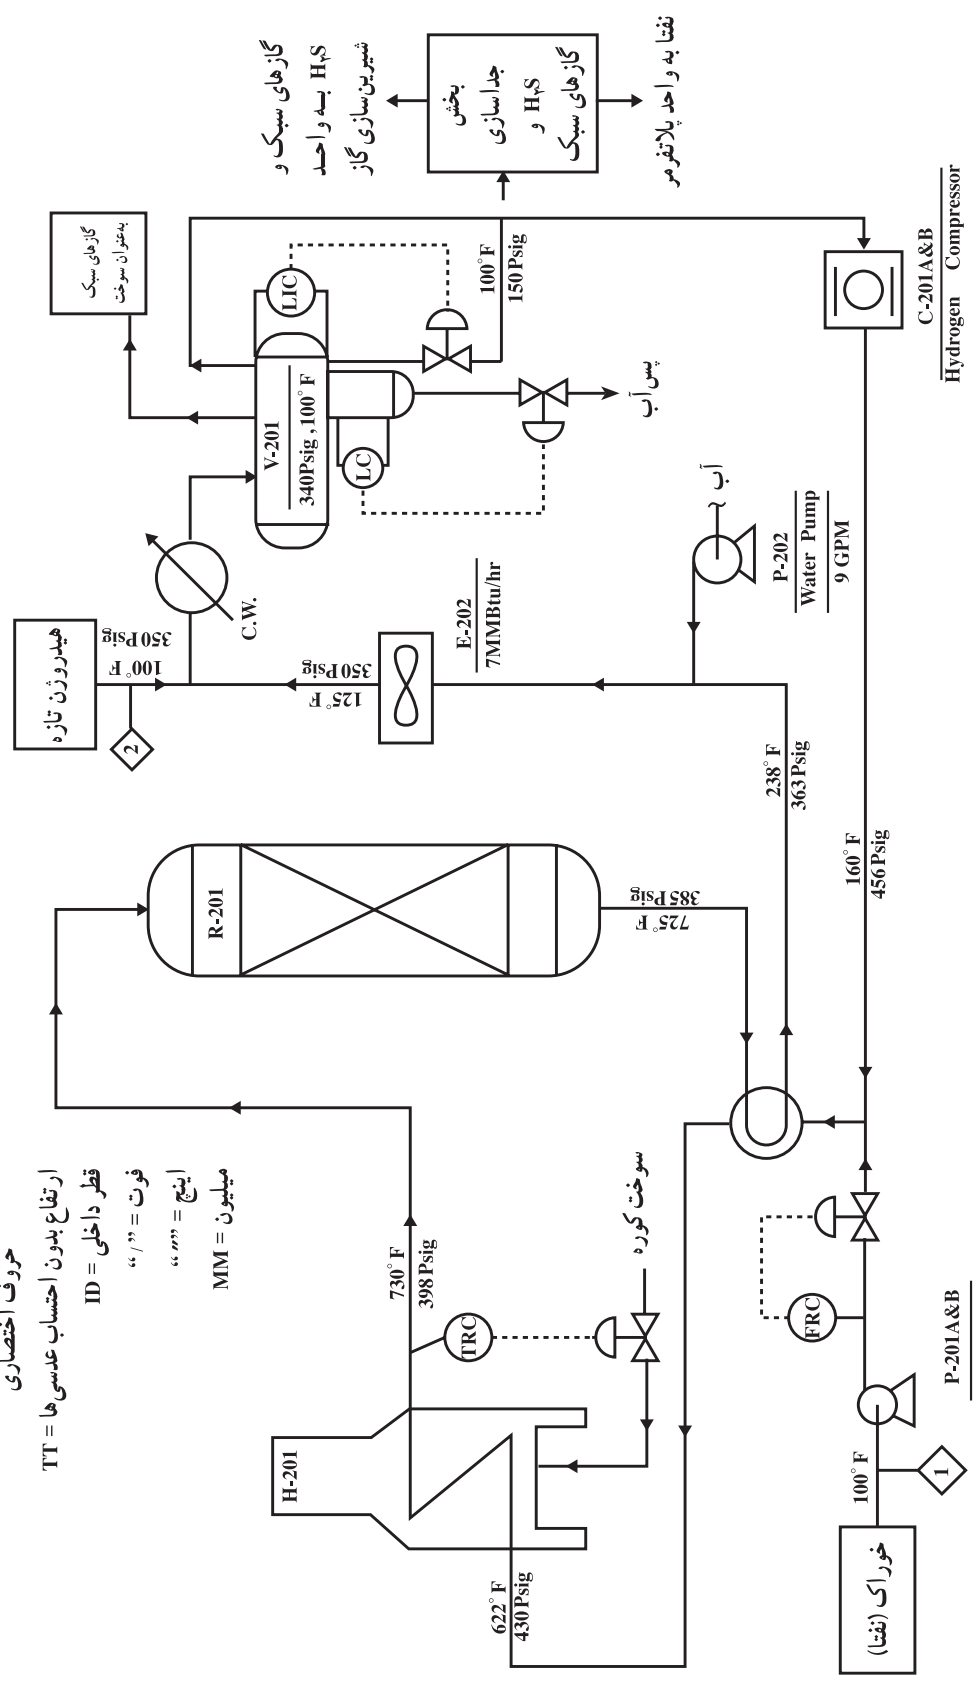 حروف اختصاری
TT = ارتفاع بدون احتساب عدسی‌ها
ID = قطر داخلی
“ / ” = فوت
“ ″ ” = اینچ
MM = میلیون
H-201
622° F
430 Psig
730° F
398 Psig
TRC
سوخت کوره
خوراک (نفتا)
100° F
1
P-201A&B
FRC
R-201
725° F
385 Psig
238° F
363 Psig
160° F
456 Psig
هیدروژن تازه
2
100° F
350 Psig
125° F
350 Psig
E-202
7MMBtu/hr
C.W.
آب
P-202
Water Pump
9 GPM
V-201
340Psig , 100° F
LIC
LC
پس‌آب
گازهای سبک
به‌عنوان سوخت
100° F
150 Psig
C-201A&B
Hydrogen Compressor
بخش
جداسازی
H₂S و
گازهای سبک
گازهای سبک و
H₂S به واحد
شیرین‌سازی گاز
نفتا به واحد پلاتفرمر